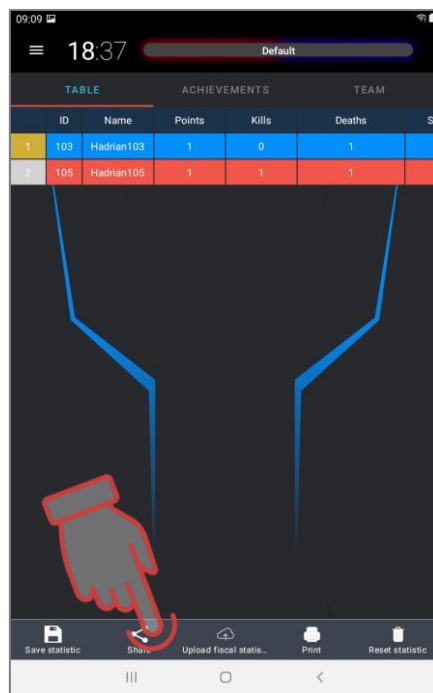 09:09
18:37 Default
TABLE ACHIEVEMENTS TEAM
ID Name Points Kills Deaths S
1 103 Hadrian103 1 0 1
2 105 Hadrian105 1 1 1
Save statistic Share Upload fiscal statis... Print Reset statistic